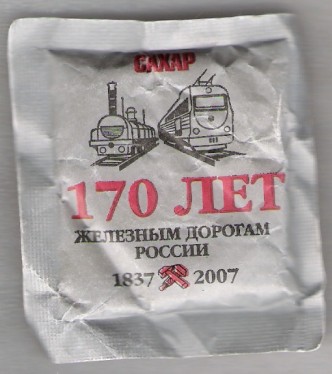 САХАР
170 ЛЕТ
ЖЕЛЕЗНЫМ ДОРОГАМ
РОССИИ
1837 2007